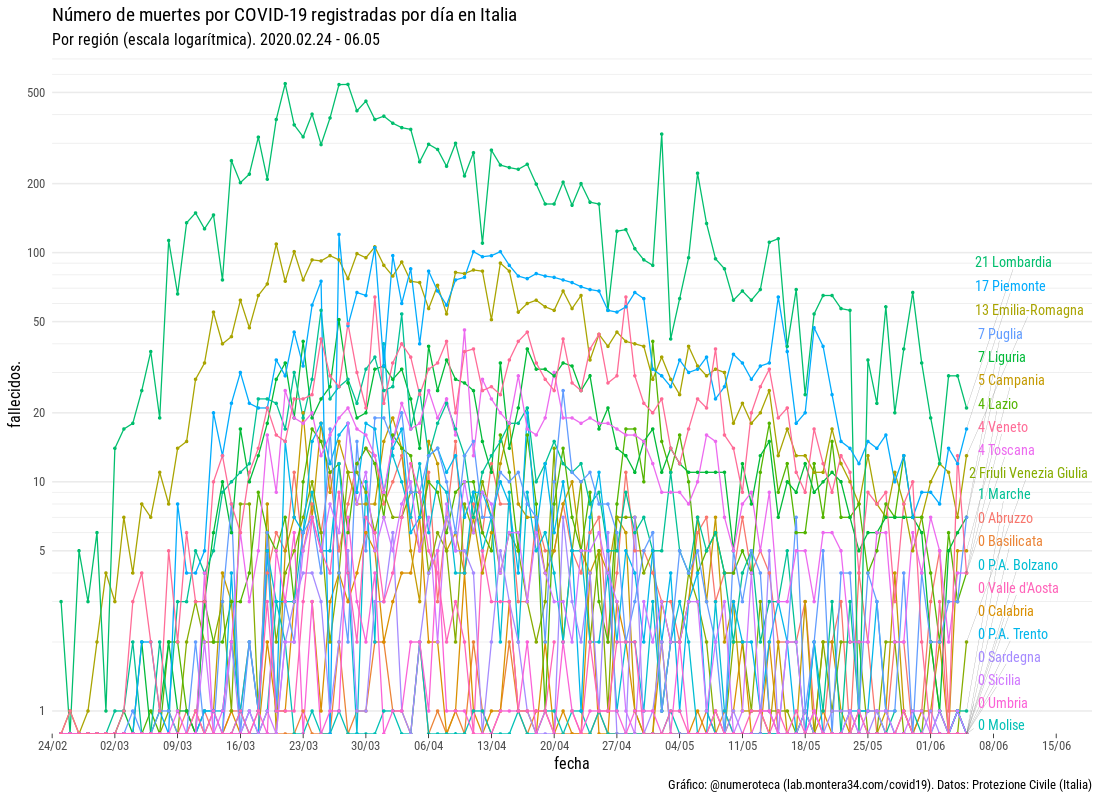 Número de muertes por COVID-19 registradas por día en Italia
Por región (escala logarítmica). 2020.02.24 - 06.05
fallecidos.
500
200
100
50
20
10
5
1
21 Lombardia
17 Piemonte
13 Emilia-Romagna
7 Puglia
7 Liguria
5 Campania
4 Lazio
4 Veneto
4 Toscana
2 Friuli Venezia Giulia
1 Marche
0 Abruzzo
0 Basilicata
0 P.A. Bolzano
0 Valle d'Aosta
0 Calabria
0 P.A. Trento
0 Sardegna
0 Sicilia
0 Umbria
0 Molise
24/02 02/03 09/03 16/03 23/03 30/03 06/04 13/04 20/04 27/04 04/05 11/05 18/05 25/05 01/06 08/06 15/06
fecha
Gráfico: @numeroteca (lab.montera34.com/covid19). Datos: Protezione Civile (Italia)